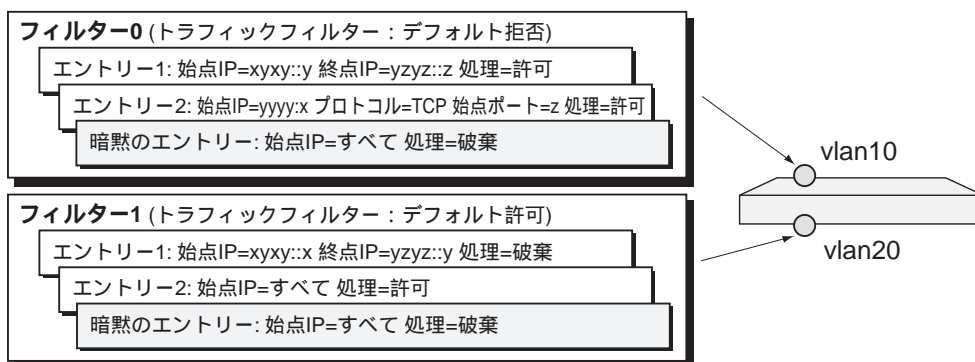 フィルター0 (トラフィックフィルター：デフォルト拒否)
エントリー1: 始点IP=xyxy::y 終点IP=yzyz::z 処理=許可
エントリー2: 始点IP=yyyy:x プロトコル=TCP 始点ポート=z 処理=許可
暗黙のエントリー: 始点IP=すべて 処理=破棄
フィルター1 (トラフィックフィルター：デフォルト許可)
エントリー1: 始点IP=xyxy::x 終点IP=yzyz::y 処理=破棄
エントリー2: 始点IP=すべて 処理=許可
暗黙のエントリー: 始点IP=すべて 処理=破棄
vlan10
vlan20